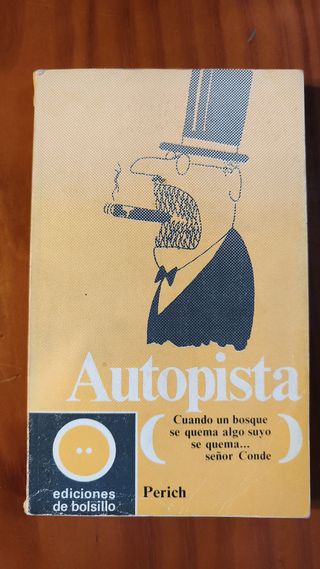 Autopista
(Cuando un bosque
se quema algo suyo
se quema...
señor Conde)
ediciones
de bolsillo
Perich